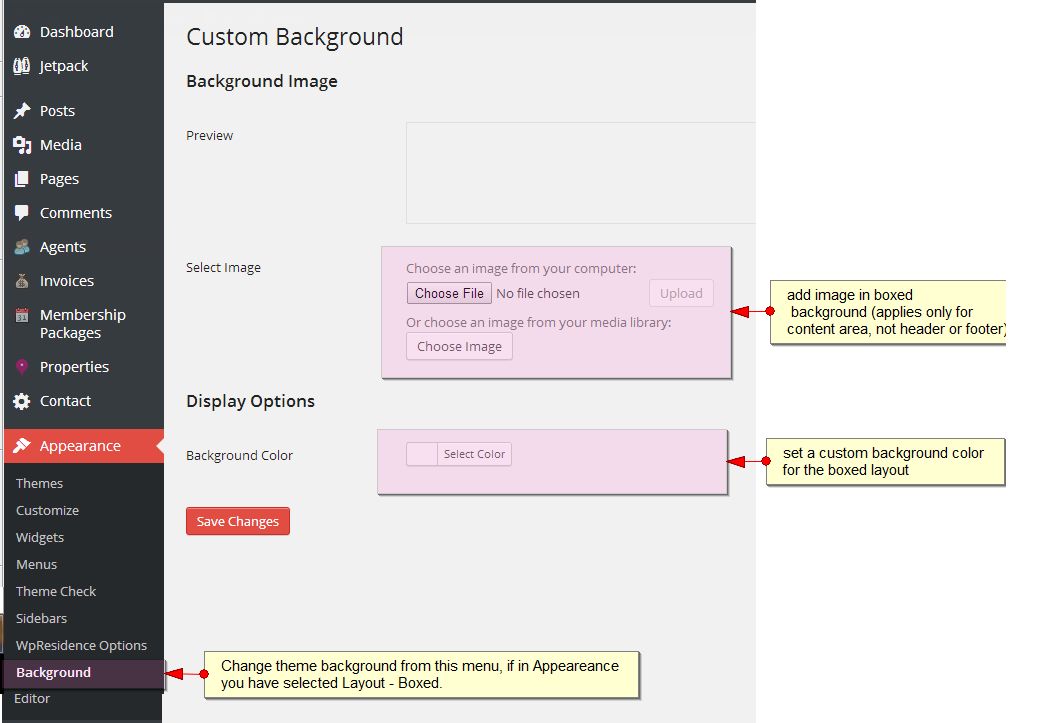 Dashboard
Jetpack
Posts
Media
Pages
Comments
Agents
Invoices
31
Membership
Packages
Properties
Contact
Appearance
Themes
Customize
Widgets
Menus
Theme Check
Sidebars
WpResidence Options
Background
Editor
Custom Background
Background Image
Preview
Select Image
Choose an image from your computer:
Choose File No file chosen Upload
Or choose an image from your media library:
Choose Image
add image in boxed
background (applies only for
content area, not header or footer)
Display Options
Background Color
Select Color
set a custom background color
for the boxed layout
Save Changes
Change theme background from this menu, if in Appeareance
you have selected Layout - Boxed.